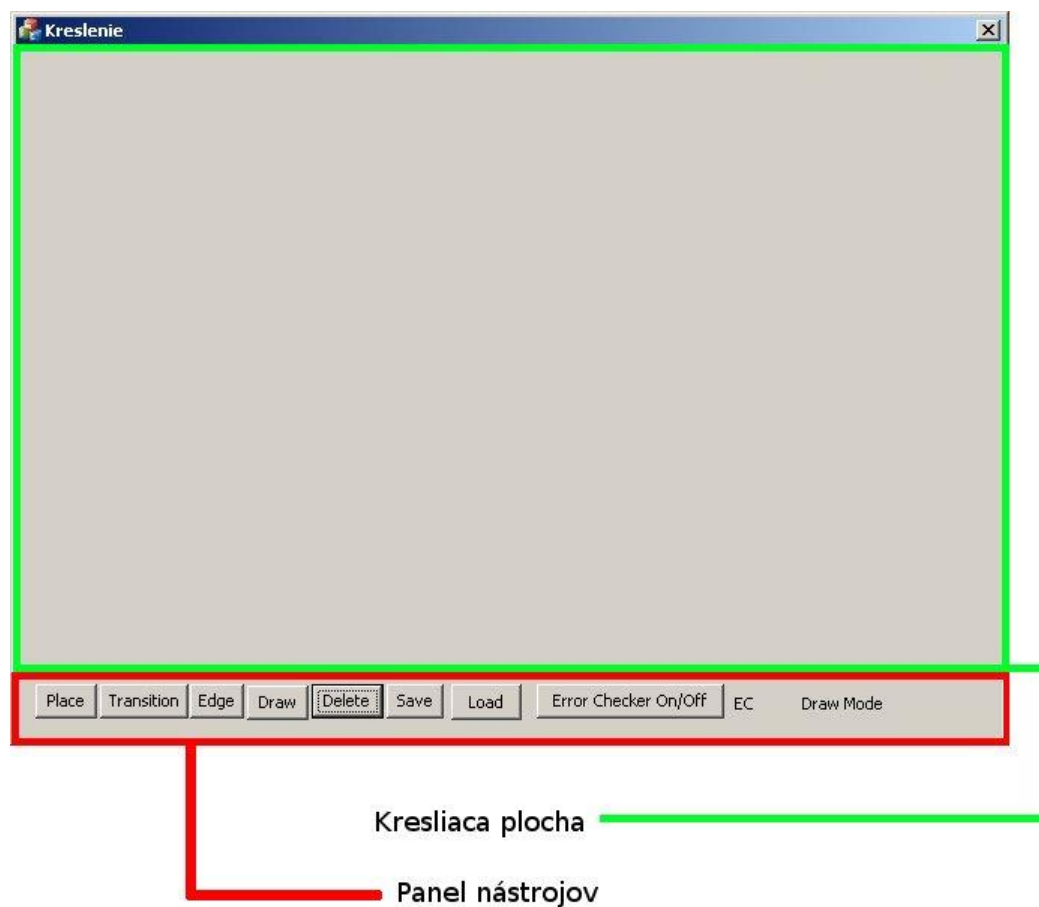 Kreslenie
Place Transition Edge Draw Delete Save Load Error Checker On/Off EC Draw Mode
Kresliaca plocha
Panel nástrojov